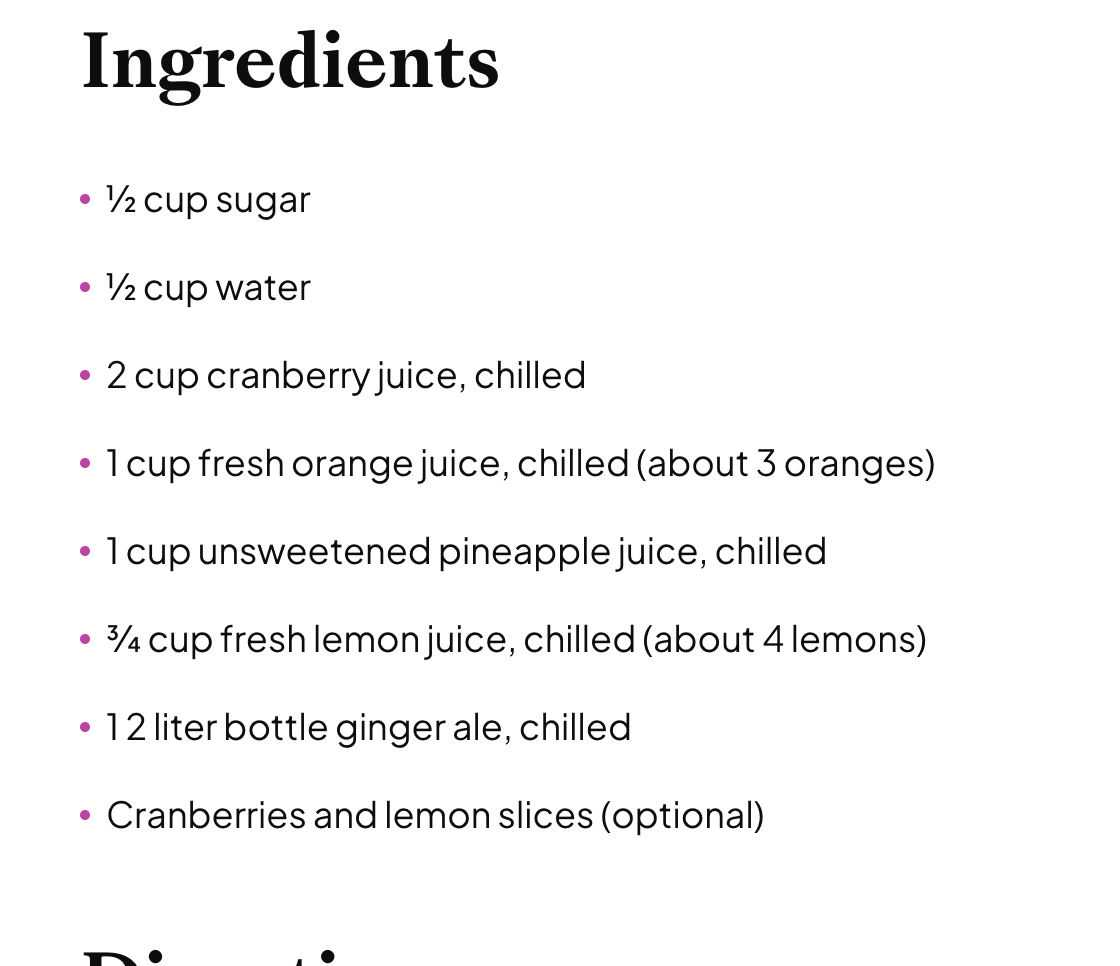 Ingredients
½ cup sugar
½ cup water
2 cup cranberry juice, chilled
1 cup fresh orange juice, chilled (about 3 oranges)
1 cup unsweetened pineapple juice, chilled
¾ cup fresh lemon juice, chilled (about 4 lemons)
1 2 liter bottle ginger ale, chilled
Cranberries and lemon slices (optional)